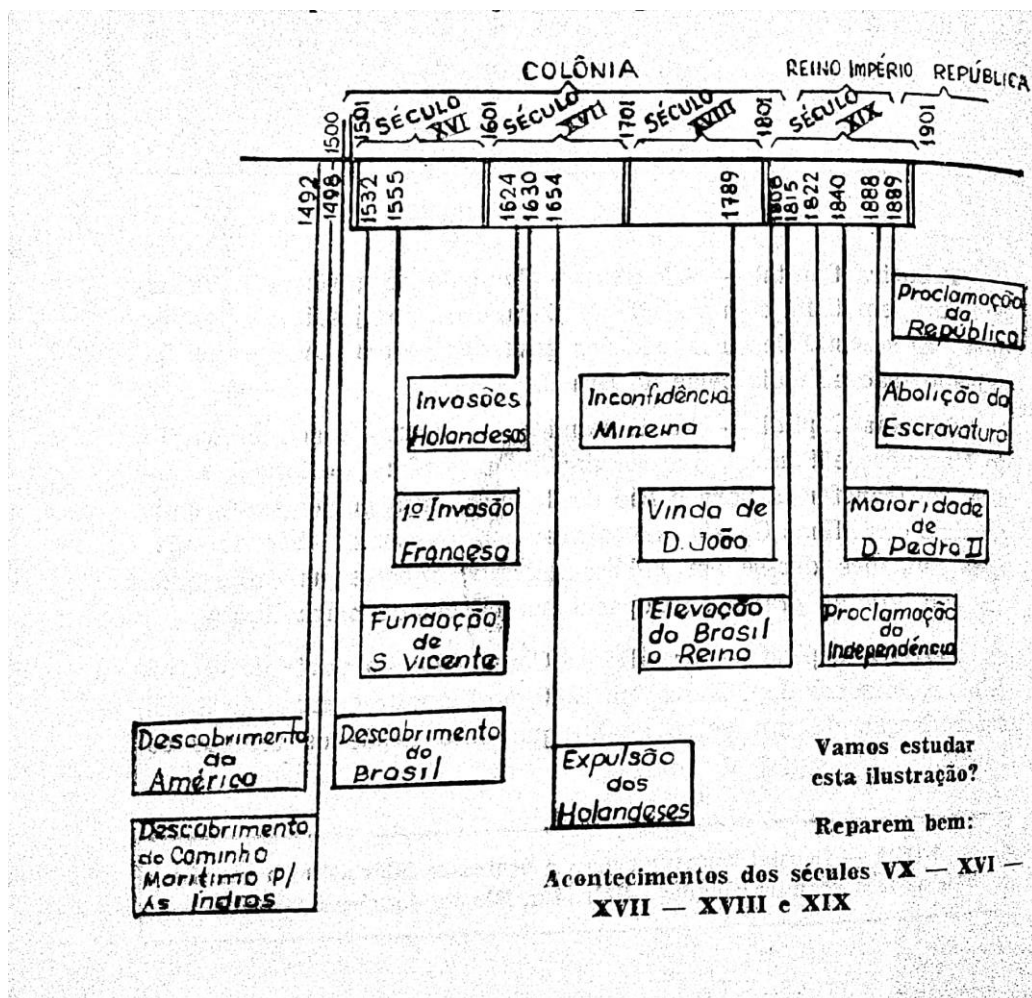 COLÔNIA
REINO IMPÉRIO REPÚBLICA
1500
1501
SÉCULO XVI
1601
SÉCULO XVII
1701
SÉCULO XVIII
1801
SÉCULO XIX
1901
1492
1498
1532
1555
1624
1630
1654
1789
1808
1815
1822
1840
1888
1889
Proclamação
da
República
Invasões
Holandesas
Inconfidência
Mineira
Abolição da
Escravatura
1ª Invasão
Francesa
Vinda de
D. João
Maioridade
de
D. Pedro II
Fundação
de
S. Vicente
Elevação
do Brasil
a Reino
Proclamação
da
Independência
Descobrimento
da
América
Descobrimento
do
Brasil
Expulsão
dos
Holandeses
Descobrimento
do Caminho
Marítimo P/
As Índias
Vamos estudar
esta ilustração?
Reparem bem:
Acontecimentos dos séculos VX — XVI —
XVII — XVIII e XIX